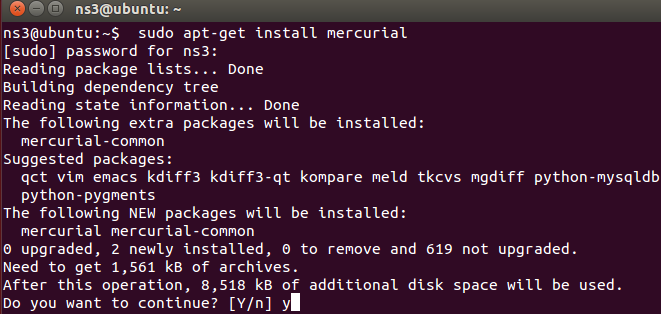 ns3@ubuntu: ~
ns3@ubuntu:~$  sudo apt-get install mercurial
[sudo] password for ns3:
Reading package lists... Done
Building dependency tree
Reading state information... Done
The following extra packages will be installed:
  mercurial-common
Suggested packages:
  qct vim emacs kdiff3 kdiff3-qt kompare meld tkcvs mgdiff python-mysqldb
  python-pygments
The following NEW packages will be installed:
  mercurial mercurial-common
0 upgraded, 2 newly installed, 0 to remove and 619 not upgraded.
Need to get 1,561 kB of archives.
After this operation, 8,518 kB of additional disk space will be used.
Do you want to continue? [Y/n] y